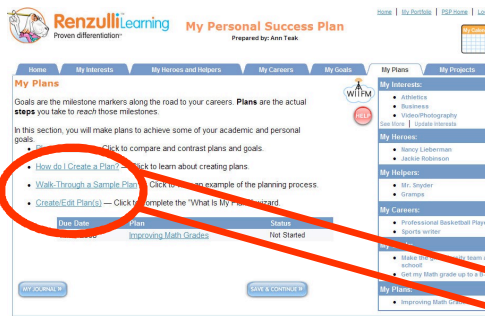 Home | My Portfolio | PSP Home |
Renzulli Learning
Proven differentiation
My Personal Success Plan
Prepared by: Ann Teak
Home
My Interests
My Heroes and Helpers
My Careers
My Goals
My Plans
My Projects
My Plans
WIIFM
Goals are the milestone markers along the road to your careers. Plans are the actual
steps you take to reach those milestones.
HELP
In this section, you will make plans to achieve some of your academic and personal
goals.
Click to compare and contrast plans and goals.
How do I Create a Plan? — Click to learn about creating plans.
Walk-Through a Sample Plan — Click to an example of the planning process.
Create/Edit Plan(s) — Click to complete the "What Is My Plan" wizard.
Due Date Plan Status
Improving Math Grades Not Started
MY JOURNAL
SAVE & CONTINUE
My Interests:
Athletics
Business
Video/Photography
See More | Update Interests
My Heroes:
Nancy Lieberman
Jackie Robinson
My Helpers:
Mr. Snyder
Gramps
My Careers:
Professional Basketball
Sports writer
Make the team
school
Get my Math grade up to a
My Plans:
Improving Math